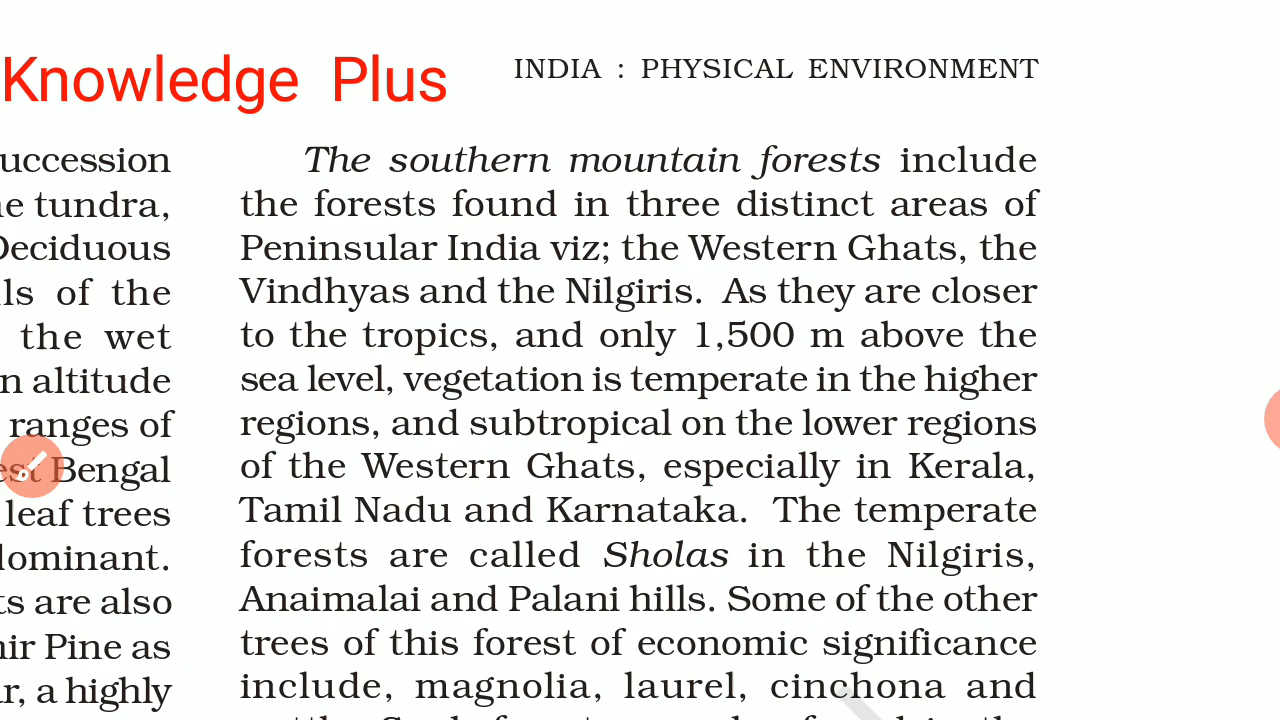 Knowledge Plus
INDIA : PHYSICAL ENVIRONMENT
uccession
e tundra,
Deciduous
ls of the
the wet
n altitude
ranges of
est Bengal
leaf trees
dominant.
ts are also
ir Pine as
r, a highly
The southern mountain forests include
the forests found in three distinct areas of
Peninsular India viz; the Western Ghats, the
Vindhyas and the Nilgiris. As they are closer
to the tropics, and only 1,500 m above the
sea level, vegetation is temperate in the higher
regions, and subtropical on the lower regions
of the Western Ghats, especially in Kerala,
Tamil Nadu and Karnataka. The temperate
forests are called Sholas in the Nilgiris,
Anaimalai and Palani hills. Some of the other
trees of this forest of economic significance
include, magnolia, laurel, cinchona and